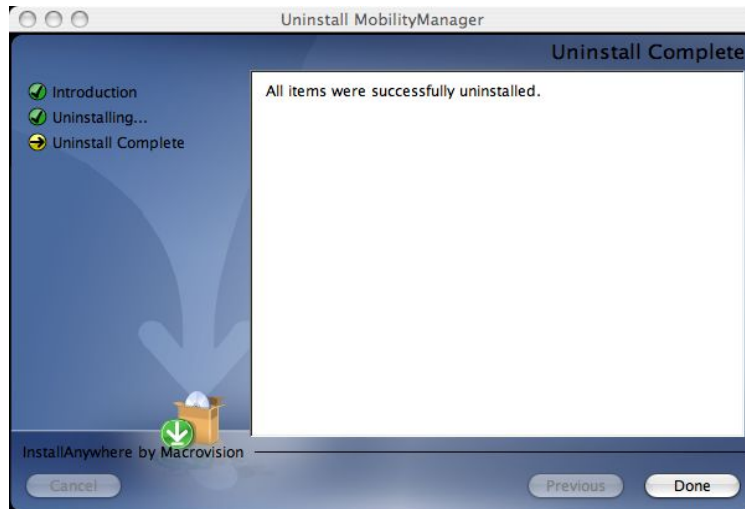 Uninstall MobilityManager
Uninstall Complete
Introduction
Uninstalling...
Uninstall Complete
All items were successfully uninstalled.
InstallAnywhere by Macrovision
Cancel
Previous
Done